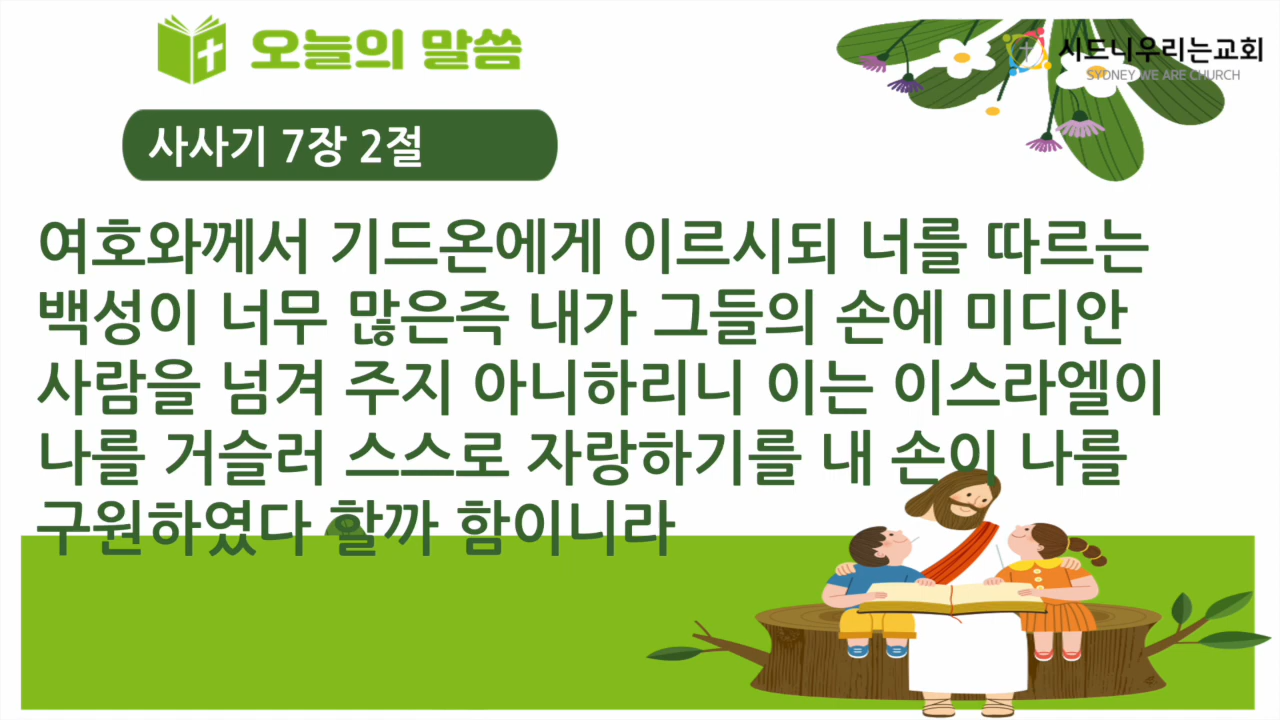 오늘의 말씀
시드니우리는교회
SYDNEY WE ARE CHURCH
사사기 7장 2절
여호와께서 기드온에게 이르시되 너를 따르는
백성이 너무 많은즉 내가 그들의 손에 미디안
사람을 넘겨 주지 아니하리니 이는 이스라엘이
나를 거슬러 스스로 자랑하기를 내 손이 나를
구원하였다 할까 함이니라